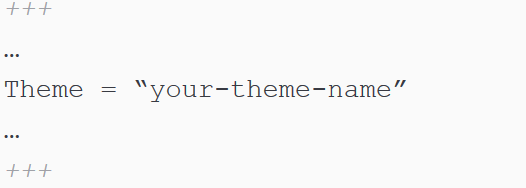 +++
…
Theme = “your-theme-name”
…
+++